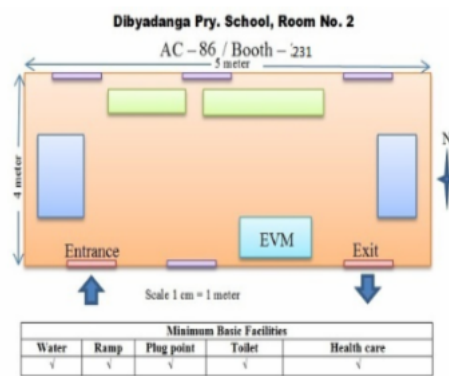 Dibyadanga Pry. School, Room No. 2
AC – 86 / Booth – 231
5 meter
4 meter
N
EVM
Entrance
Exit
Scale 1 cm = 1 meter
Minimum Basic Facilities
Water Ramp Plug point Toilet Health care
√ √ √ √ √